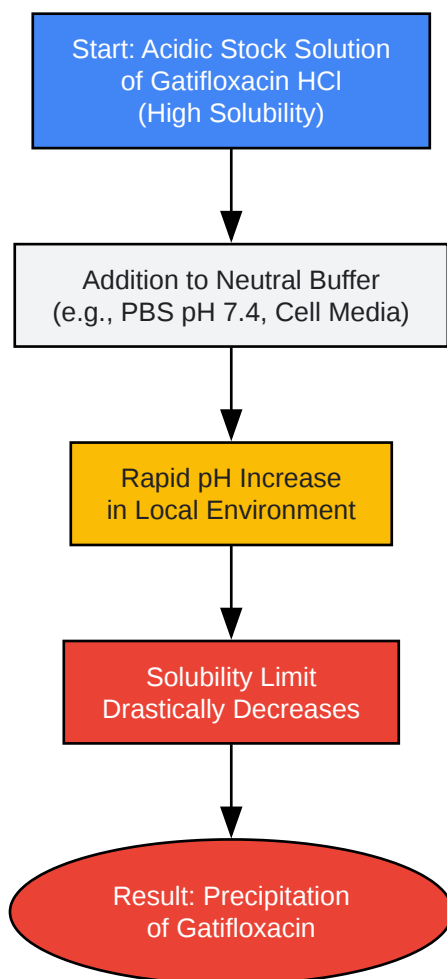 Start: Acidic Stock Solution
of Gatifloxacin HCl
(High Solubility)
Addition to Neutral Buffer
(e.g., PBS pH 7.4, Cell Media)
Rapid pH Increase
in Local Environment
Solubility Limit
Drastically Decreases
Result: Precipitation
of Gatifloxacin